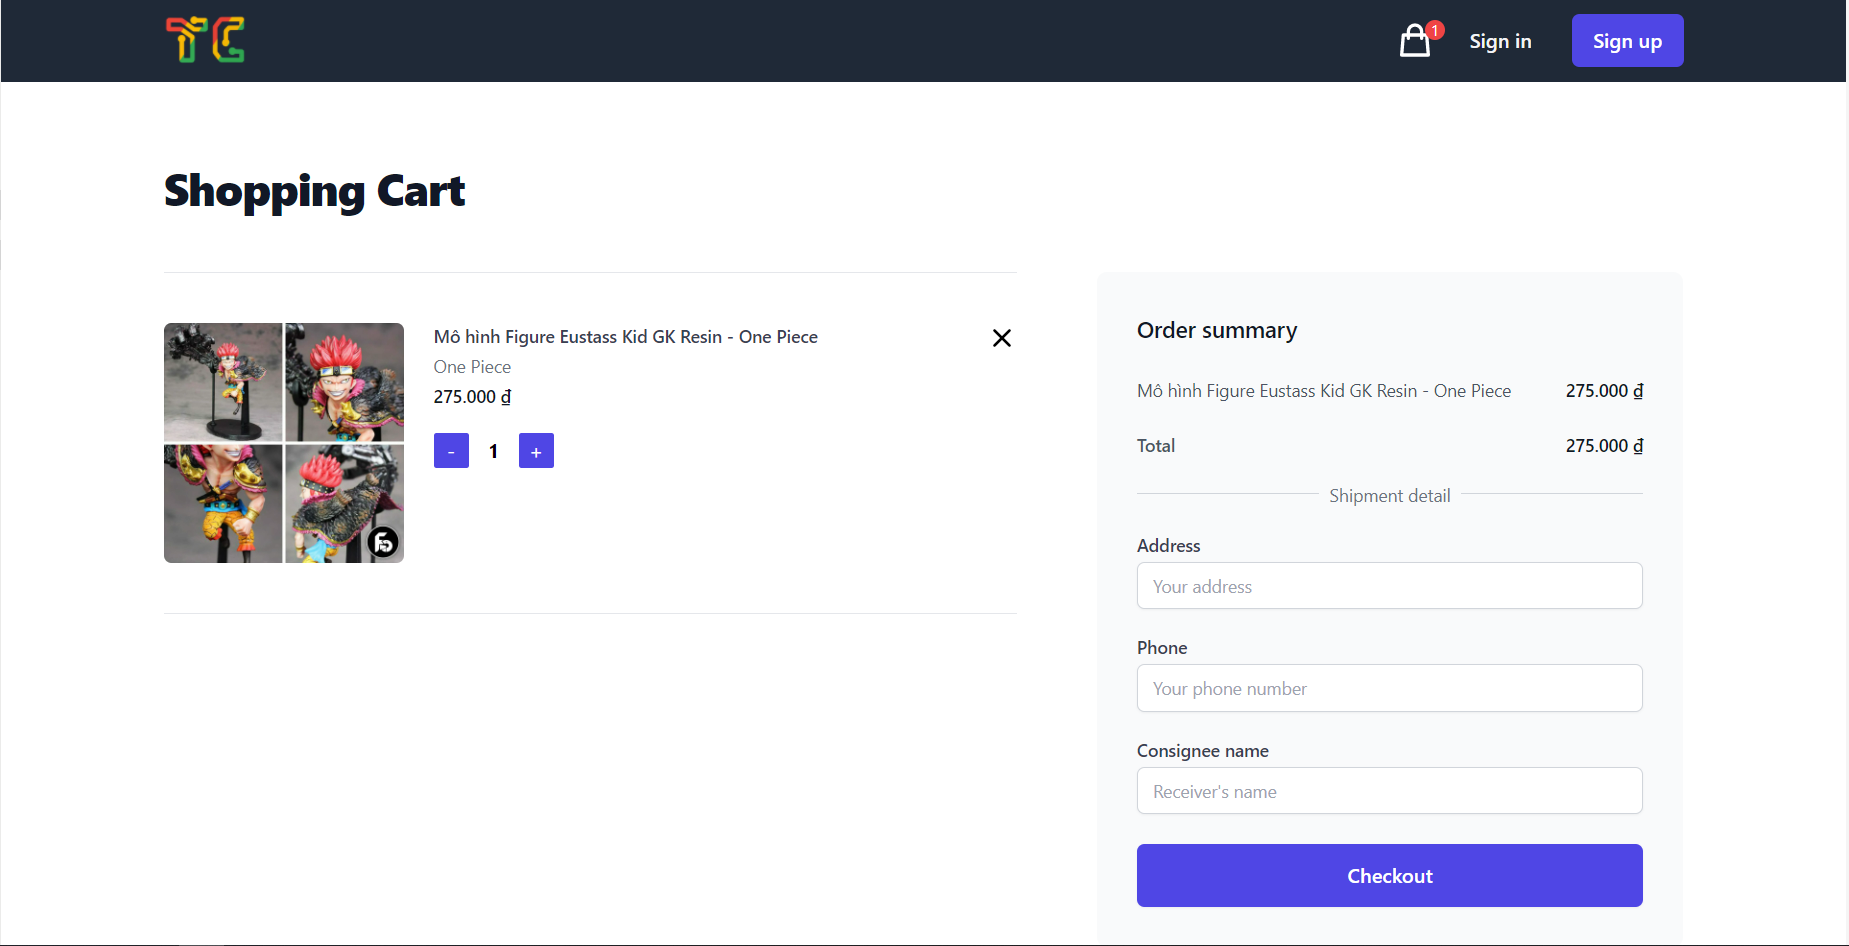 TC
1
Sign in
Sign up
Shopping Cart
Mô hình Figure Eustass Kid GK Resin - One Piece
One Piece
275.000 ₫
- 1 +
Order summary
Mô hình Figure Eustass Kid GK Resin - One Piece 275.000 ₫
Total 275.000 ₫
Shipment detail
Address
Your address
Phone
Your phone number
Consignee name
Receiver's name
Checkout